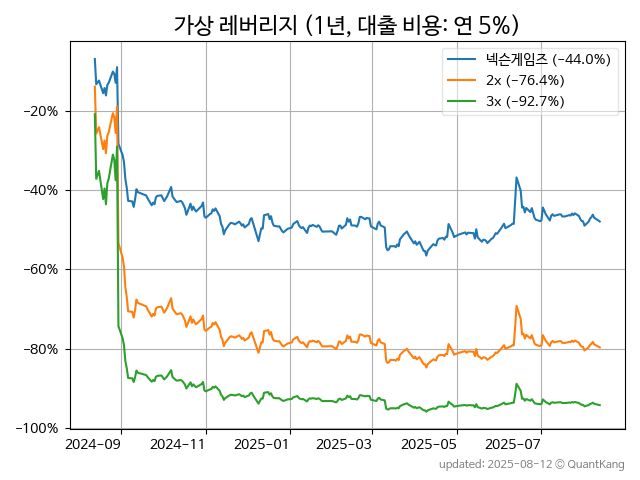 가상 레버리지 (1년, 대출 비용: 연 5%)
넥슨게임즈 (−44.0%)
2x (−76.4%)
3x (−92.7%)
−20%
−40%
−60%
−80%
−100%
2024-09 2024-11 2025-01 2025-03 2025-05 2025-07
updated: 2025-08-12 © QuantKang